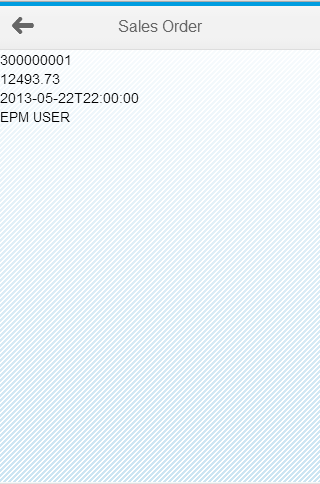 Sales Order
300000001
12493.73
2013-05-22T22:00:00
EPM USER